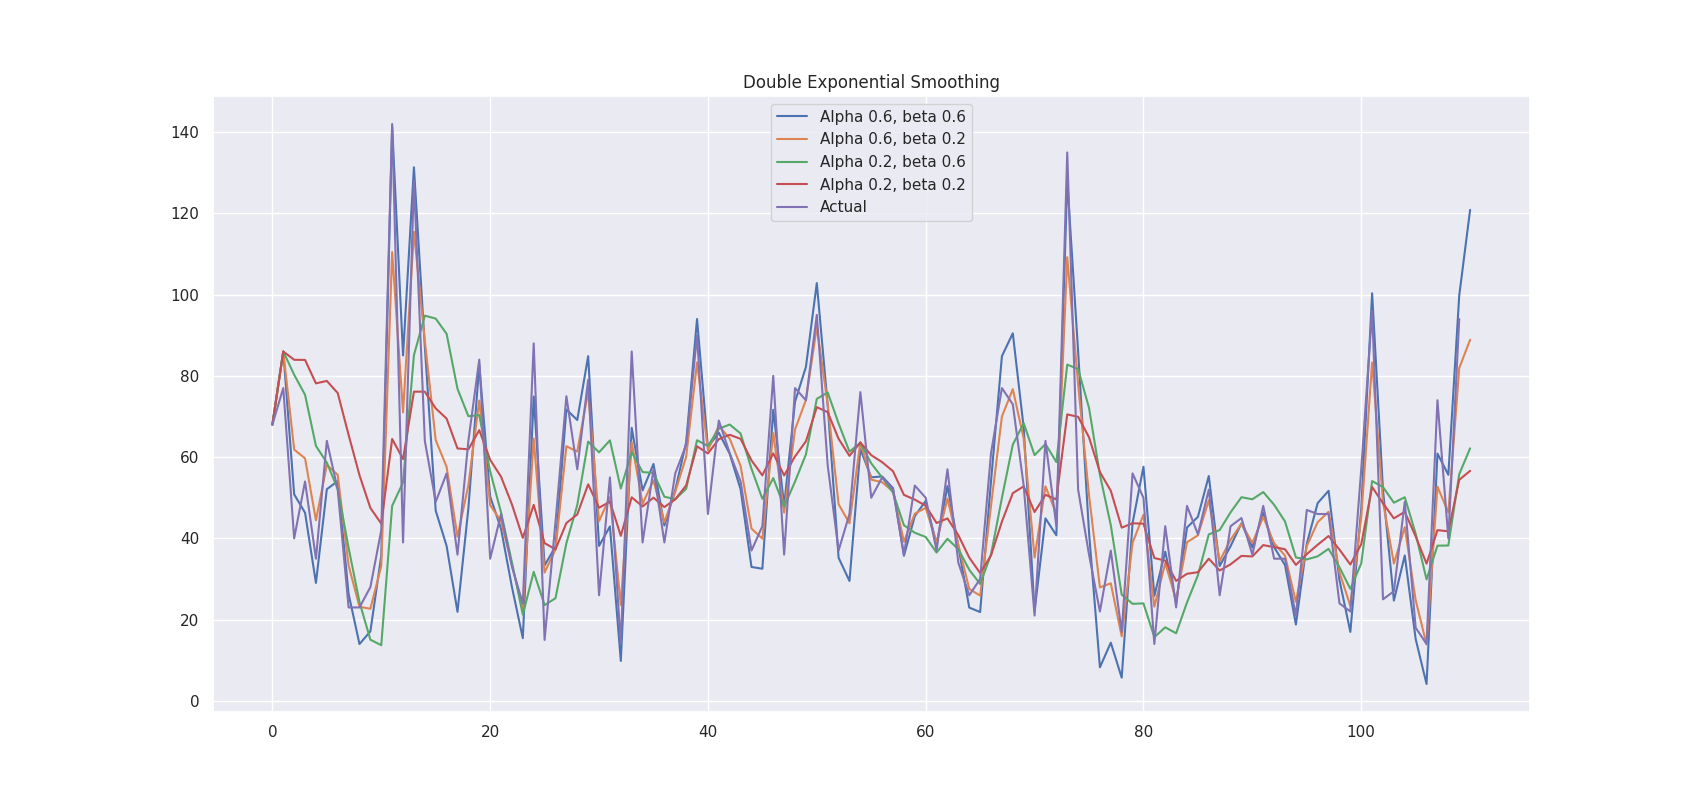 Double Exponential Smoothing
Alpha 0.6, beta 0.6
Alpha 0.6, beta 0.2
Alpha 0.2, beta 0.6
Alpha 0.2, beta 0.2
Actual
140
120
100
80
60
40
20
0
0 20 40 60 80 100